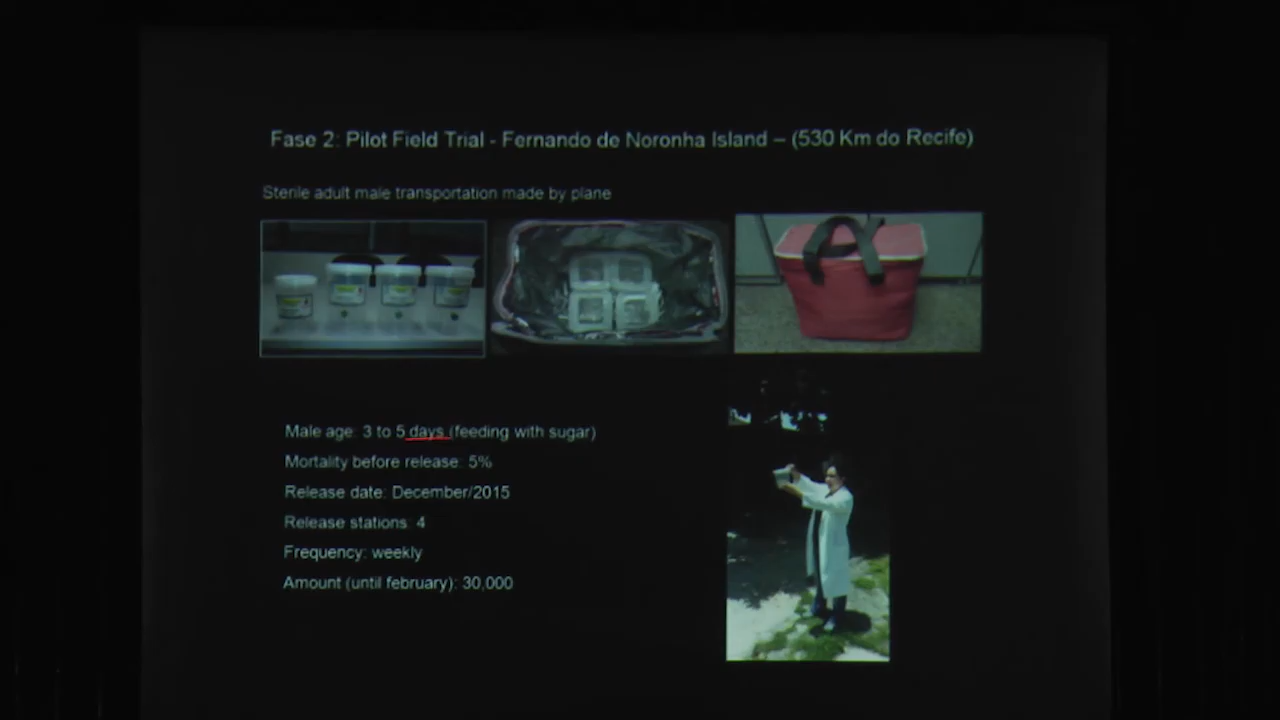 Fase 2: Pilot Field Trial - Fernando de Noronha Island – (530 Km do Recife)
Sterile adult male transportation made by plane
Male age: 3 to 5 days (feeding with sugar)
Mortality before release: 5%
Release date: December/2015
Release stations: 4
Frequency: weekly
Amount (until february): 30,000